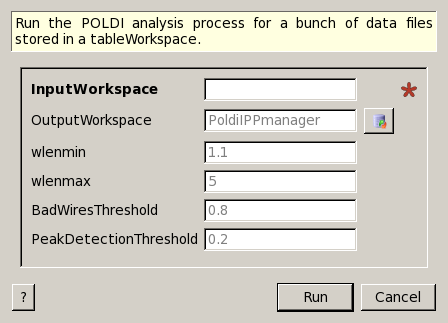 Run the POLDI analysis process for a bunch of data files
stored in a tableWorkspace.
InputWorkspace
OutputWorkspace PoldiIPPmanager
wlenmin 1.1
wlenmax 5
BadWiresThreshold 0.8
PeakDetectionThreshold 0.2
? Run Cancel